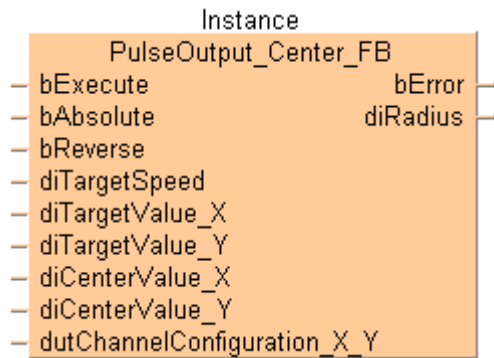 Instance
PulseOutput_Center_FB
bExecute bError
bAbsolute diRadius
bReverse
diTargetSpeed
diTargetValue_X
diTargetValue_Y
diCenterValue_X
diCenterValue_Y
dutChannelConfiguration_X_Y